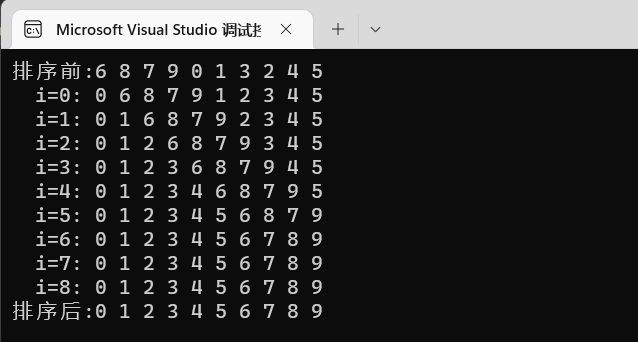 Microsoft Visual Studio 调试
排序前:6 8 7 9 0 1 3 2 4 5
i=0: 0 6 8 7 9 1 2 3 4 5
i=1: 0 1 6 8 7 9 2 3 4 5
i=2: 0 1 2 6 8 7 9 3 4 5
i=3: 0 1 2 3 6 8 7 9 4 5
i=4: 0 1 2 3 4 6 8 7 9 5
i=5: 0 1 2 3 4 5 6 8 7 9
i=6: 0 1 2 3 4 5 6 7 8 9
i=7: 0 1 2 3 4 5 6 7 8 9
i=8: 0 1 2 3 4 5 6 7 8 9
排序后:0 1 2 3 4 5 6 7 8 9